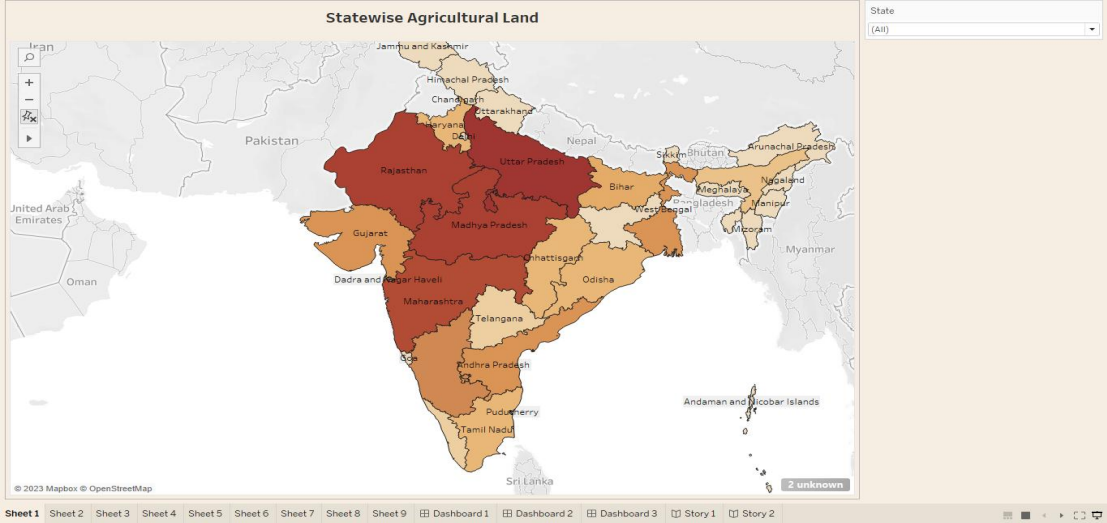 Statewise Agricultural Land
State
(All)
Iran
Jammu and Kashmir
Himachal Pradesh
Chandigarh
Uttarakhand
Haryana
Delhi
Pakistan
Nepal
Sikkim
Bhutan
Arunachal Pradesh
Rajasthan
Uttar Pradesh
Bihar
Nagaland
Meghalaya
Manipur
United Arab
Emirates
West Bengal
Bangladesh
Mizoram
Gujarat
Madhya Pradesh
Myanmar
Chhattisgarh
Oman
Dadra and Nagar Haveli
Odisha
Maharashtra
Telangana
Goa
Andhra Pradesh
Andaman and Nicobar Islands
Puducherry
Tamil Nadu
Sri Lanka
© 2023 Mapbox © OpenStreetMap
2 unknown
Sheet 1 Sheet 2 Sheet 3 Sheet 4 Sheet 5 Sheet 6 Sheet 7 Sheet 8 Sheet 9 Dashboard 1 Dashboard 2 Dashboard 3 Story 1 Story 2